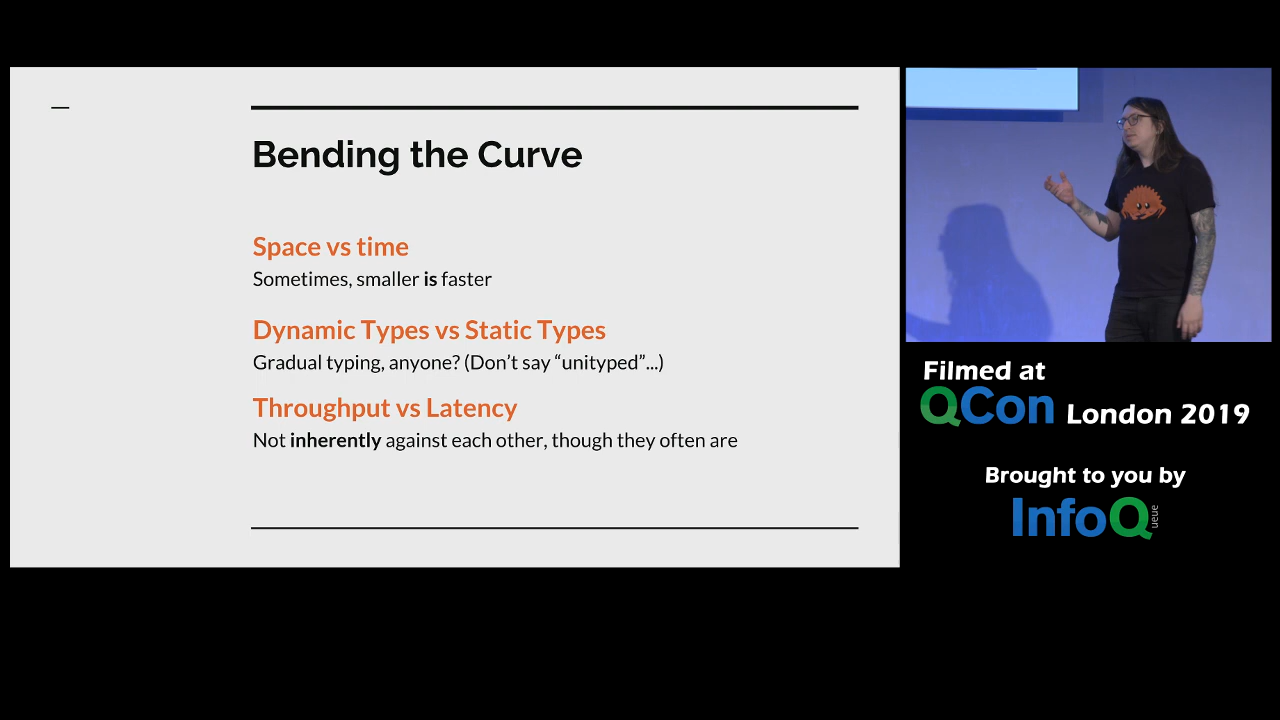 Bending the Curve
Space vs time
Sometimes, smaller is faster
Dynamic Types vs Static Types
Gradual typing, anyone? (Don't say “unityped”...)
Throughput vs Latency
Not inherently against each other, though they often are
Filmed at
QCon London 2019
Brought to you by
InfoQueue